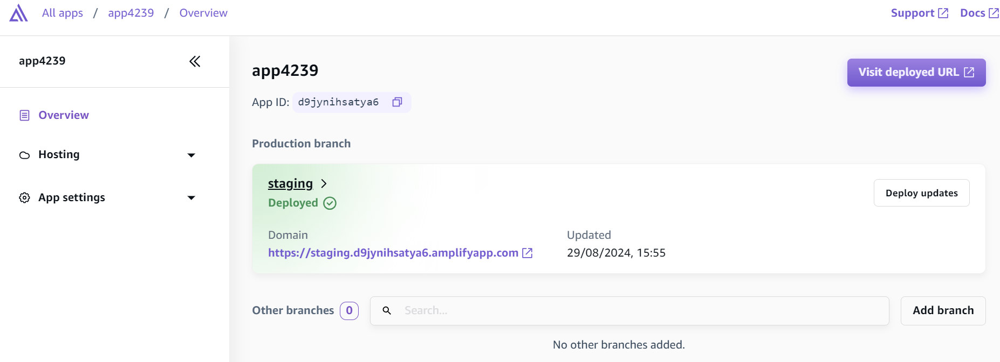 All apps / app4239 / Overview
Support
Docs
app4239
Overview
Hosting
App settings
app4239
Visit deployed URL
App ID: d9jynihsatya6
Production branch
staging
Deployed
Deploy updates
Domain
https://staging.d9jynihsatya6.amplifyapp.com
Updated
29/08/2024, 15:55
Other branches 0
Search...
Add branch
No other branches added.